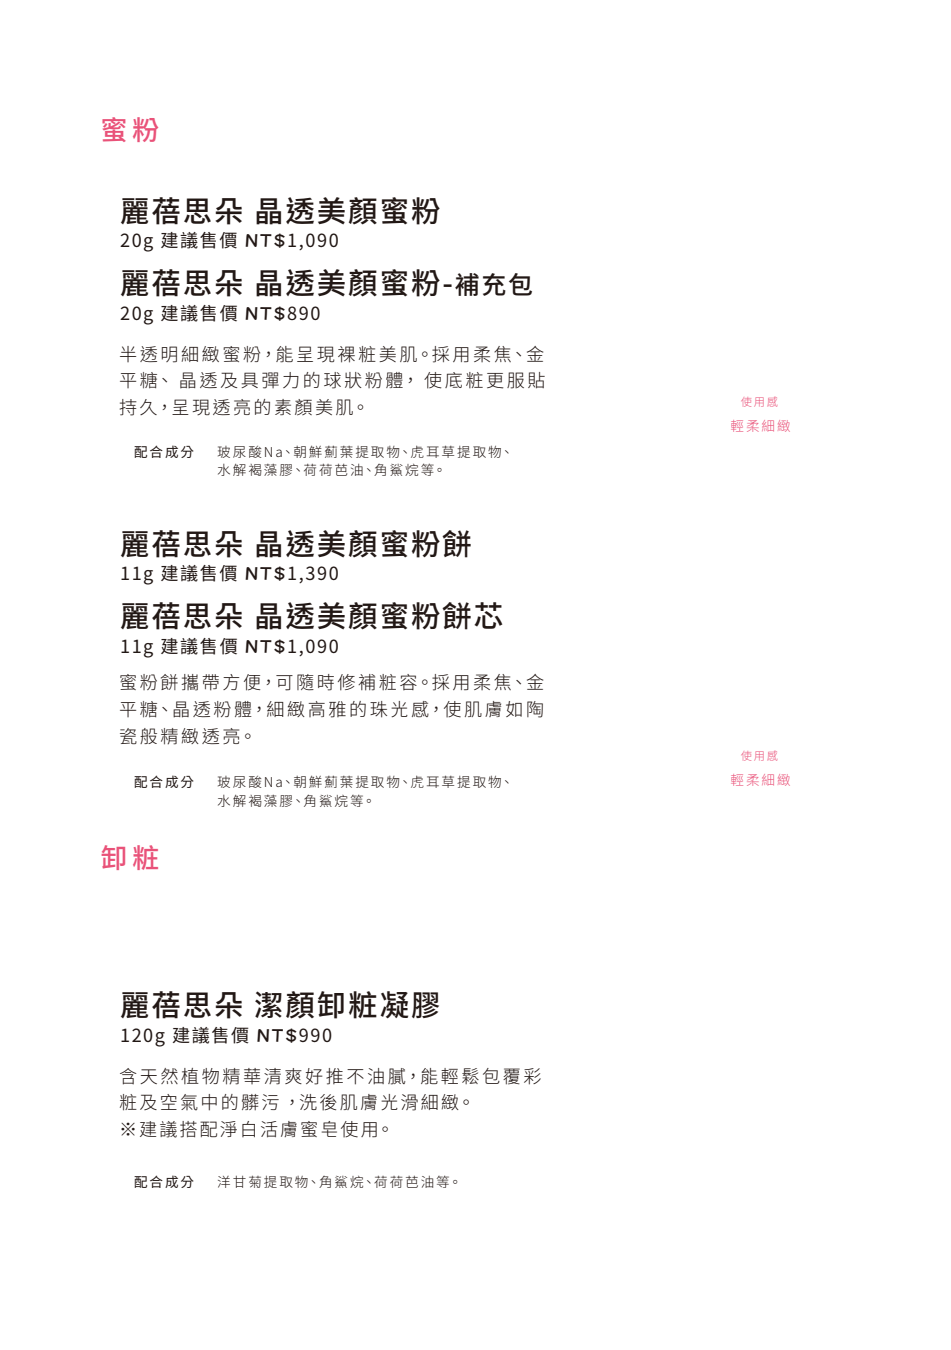 蜜粉
麗蓓思朵 晶透美顏蜜粉
20g 建議售價 NT$1,090
麗蓓思朵 晶透美顏蜜粉-補充包
20g 建議售價 NT$890
半透明細緻蜜粉，能呈現裸粧美肌。採用柔焦、金
平糖、 晶透及具彈力的球狀粉體， 使底粧更服貼
持久，呈現透亮的素顏美肌。
使用感
輕柔細緻
配合成分 玻尿酸Na、朝鮮薊葉提取物、虎耳草提取物、
水解褐藻膠、荷荷芭油、角鯊烷等。
麗蓓思朵 晶透美顏蜜粉餅
11g 建議售價 NT$1,390
麗蓓思朵 晶透美顏蜜粉餅芯
11g 建議售價 NT$1,090
蜜粉餅攜帶方便，可隨時修補粧容。採用柔焦、金
平糖、晶透粉體，細緻高雅的珠光感，使肌膚如陶
瓷般精緻透亮。
使用感
輕柔細緻
配合成分 玻尿酸Na、朝鮮薊葉提取物、虎耳草提取物、
水解褐藻膠、角鯊烷等。
卸粧
麗蓓思朵 潔顏卸粧凝膠
120g 建議售價 NT$990
含天然植物精華清爽好推不油膩，能輕鬆包覆彩
粧及空氣中的髒污 ，洗後肌膚光滑細緻。
※建議搭配淨白活膚蜜皂使用。
配合成分 洋甘菊提取物、角鯊烷、荷荷芭油等。